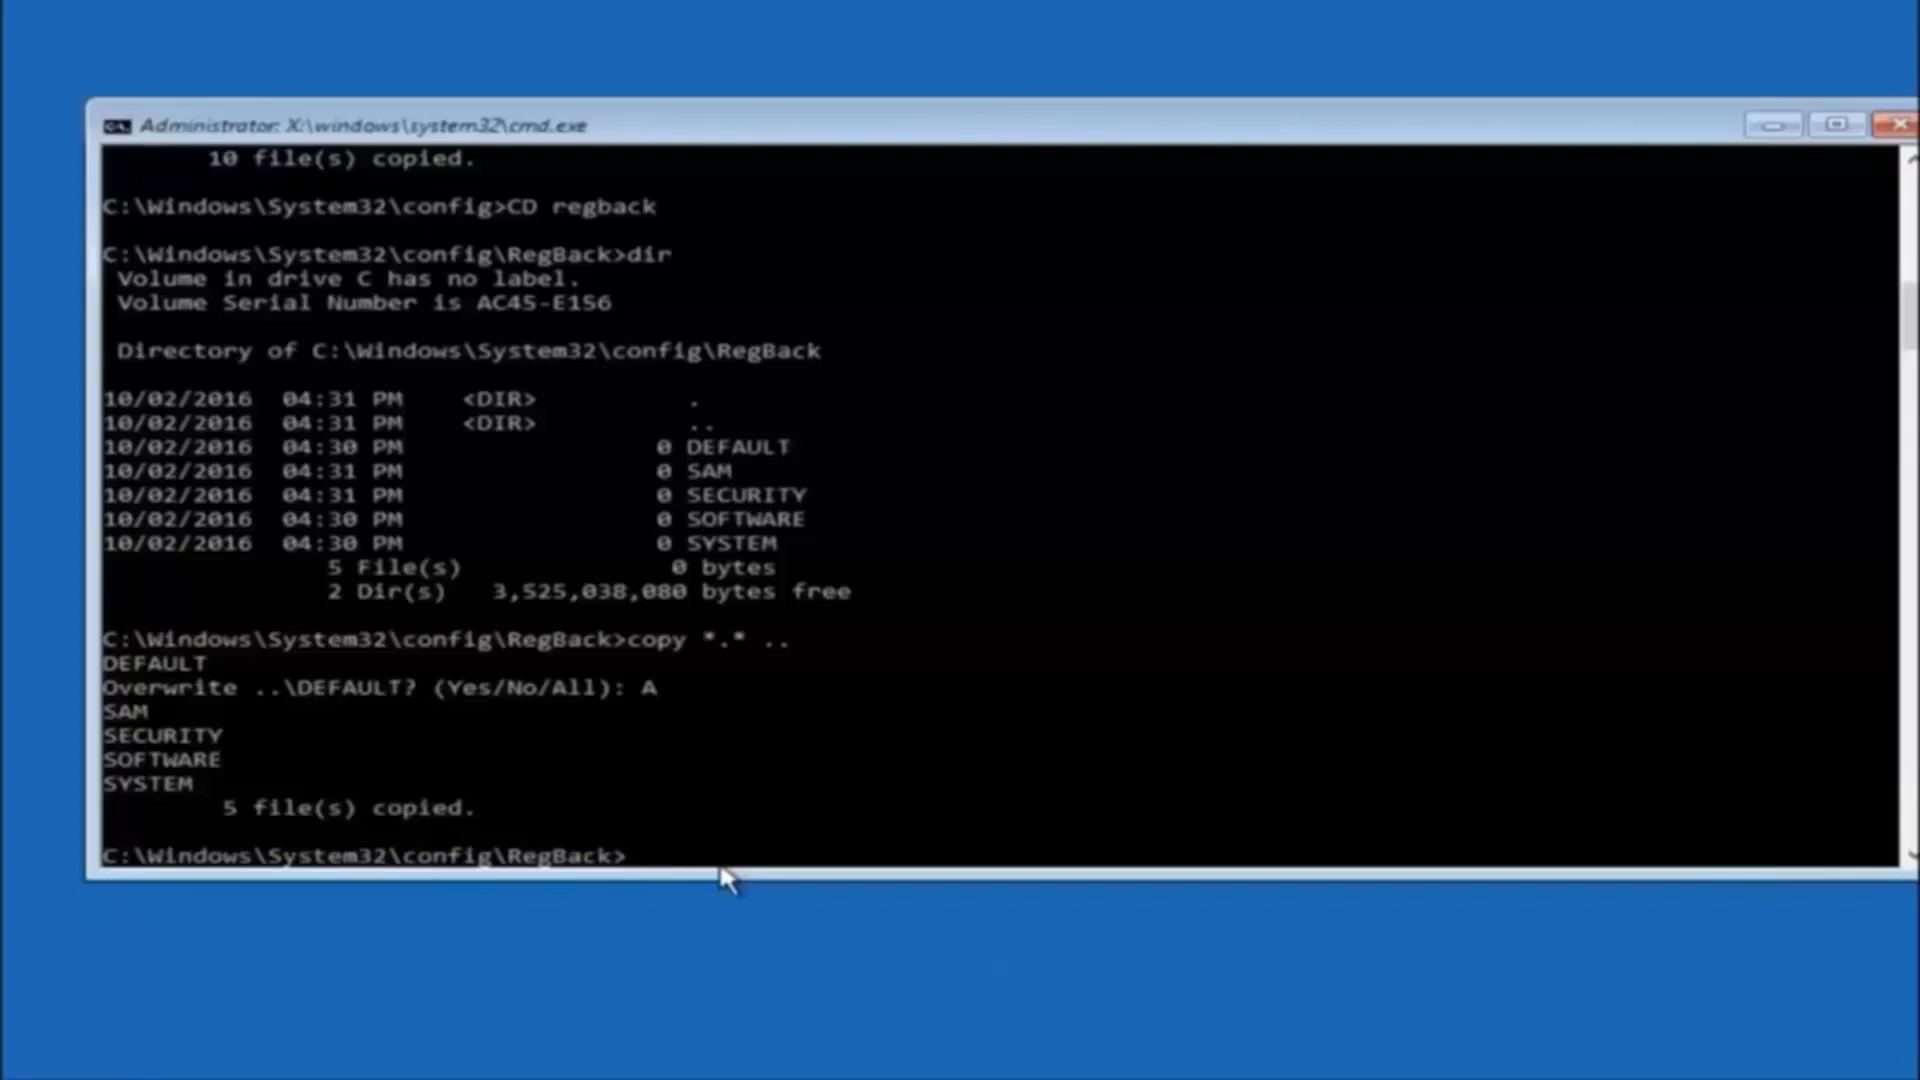 Administrator: X:\windows\system32\cmd.exe
10 file(s) copied.
C:\Windows\System32\config>CD regback
C:\Windows\System32\config\RegBack>dir
Volume in drive C has no label.
Volume Serial Number is AC45-E156
Directory of C:\Windows\System32\config\RegBack
10/02/2016  04:31 PM    <DIR>          .
10/02/2016  04:31 PM    <DIR>          ..
10/02/2016  04:30 PM                 0 DEFAULT
10/02/2016  04:31 PM                 0 SAM
10/02/2016  04:31 PM                 0 SECURITY
10/02/2016  04:30 PM                 0 SOFTWARE
10/02/2016  04:30 PM                 0 SYSTEM
5 File(s)              0 bytes
2 Dir(s)   3,525,038,080 bytes free
C:\Windows\System32\config\RegBack>copy *.* ..
DEFAULT
Overwrite ..\DEFAULT? (Yes/No/All): A
SAM
SECURITY
SOFTWARE
SYSTEM
5 file(s) copied.
C:\Windows\System32\config\RegBack>